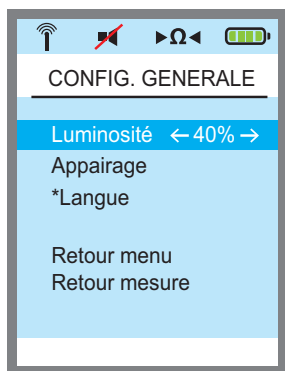 ►Ω◄
CONFIG. GENERALE
Luminosité ←40%→
Appairage
*Langue
Retour menu
Retour mesure